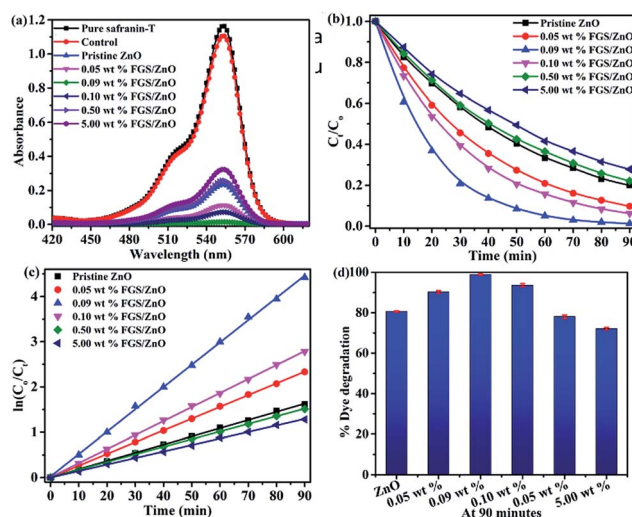 (a)
Pure safranin-T
Control
Pristine ZnO
0.05 wt % FGS/ZnO
0.09 wt % FGS/ZnO
0.10 wt % FGS/ZnO
0.50 wt % FGS/ZnO
5.00 wt % FGS/ZnO
1.2
1.0
0.8
0.6
0.4
0.2
0.0
Absorbance
420 460 500 540 580 620
Wavelength (nm)
(b)
Pristine ZnO
0.05 wt % FGS/ZnO
0.09 wt % FGS/ZnO
0.10 wt % FGS/ZnO
0.50 wt % FGS/ZnO
5.00 wt % FGS/ZnO
1.0
0.8
0.6
0.4
0.2
0.0
Ct/Co
0 10 20 30 40 50 60 70 80 90
Time (min)
(c)
Pristine ZnO
0.05 wt % FGS/ZnO
0.09 wt % FGS/ZnO
0.10 wt % FGS/ZnO
0.50 wt % FGS/ZnO
5.00 wt % FGS/ZnO
4
3
2
1
0
ln(Co/Ct)
0 10 20 30 40 50 60 70 80 90
Time (min)
(d)
100
80
60
40
20
0
% Dye degradation
ZnO 0.05 wt % 0.09 wt % 0.10 wt % 0.05 wt % 5.00 wt %
At 90 minutes